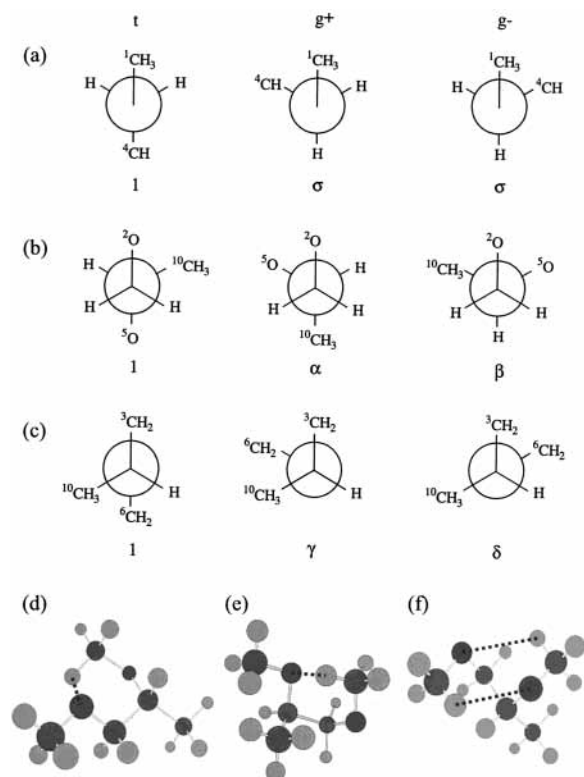 t g+ g-
(a)
¹CH₃ ¹CH₃ ¹CH₃
H H ⁴CH H ⁴CH
⁴CH H H
1 σ σ
(b)
²O ²O ²O
H ¹⁰CH₃ ⁵O H ¹⁰CH₃ ⁵O
H H H H H H
⁵O ¹⁰CH₃ H
1 α β
(c)
³CH₂ ³CH₂ ³CH₂
⁶CH₂ ⁶CH₂
¹⁰CH₃ H ¹⁰CH₃ H ¹⁰CH₃ H
⁶CH₂
1 γ δ
(d) (e) (f)